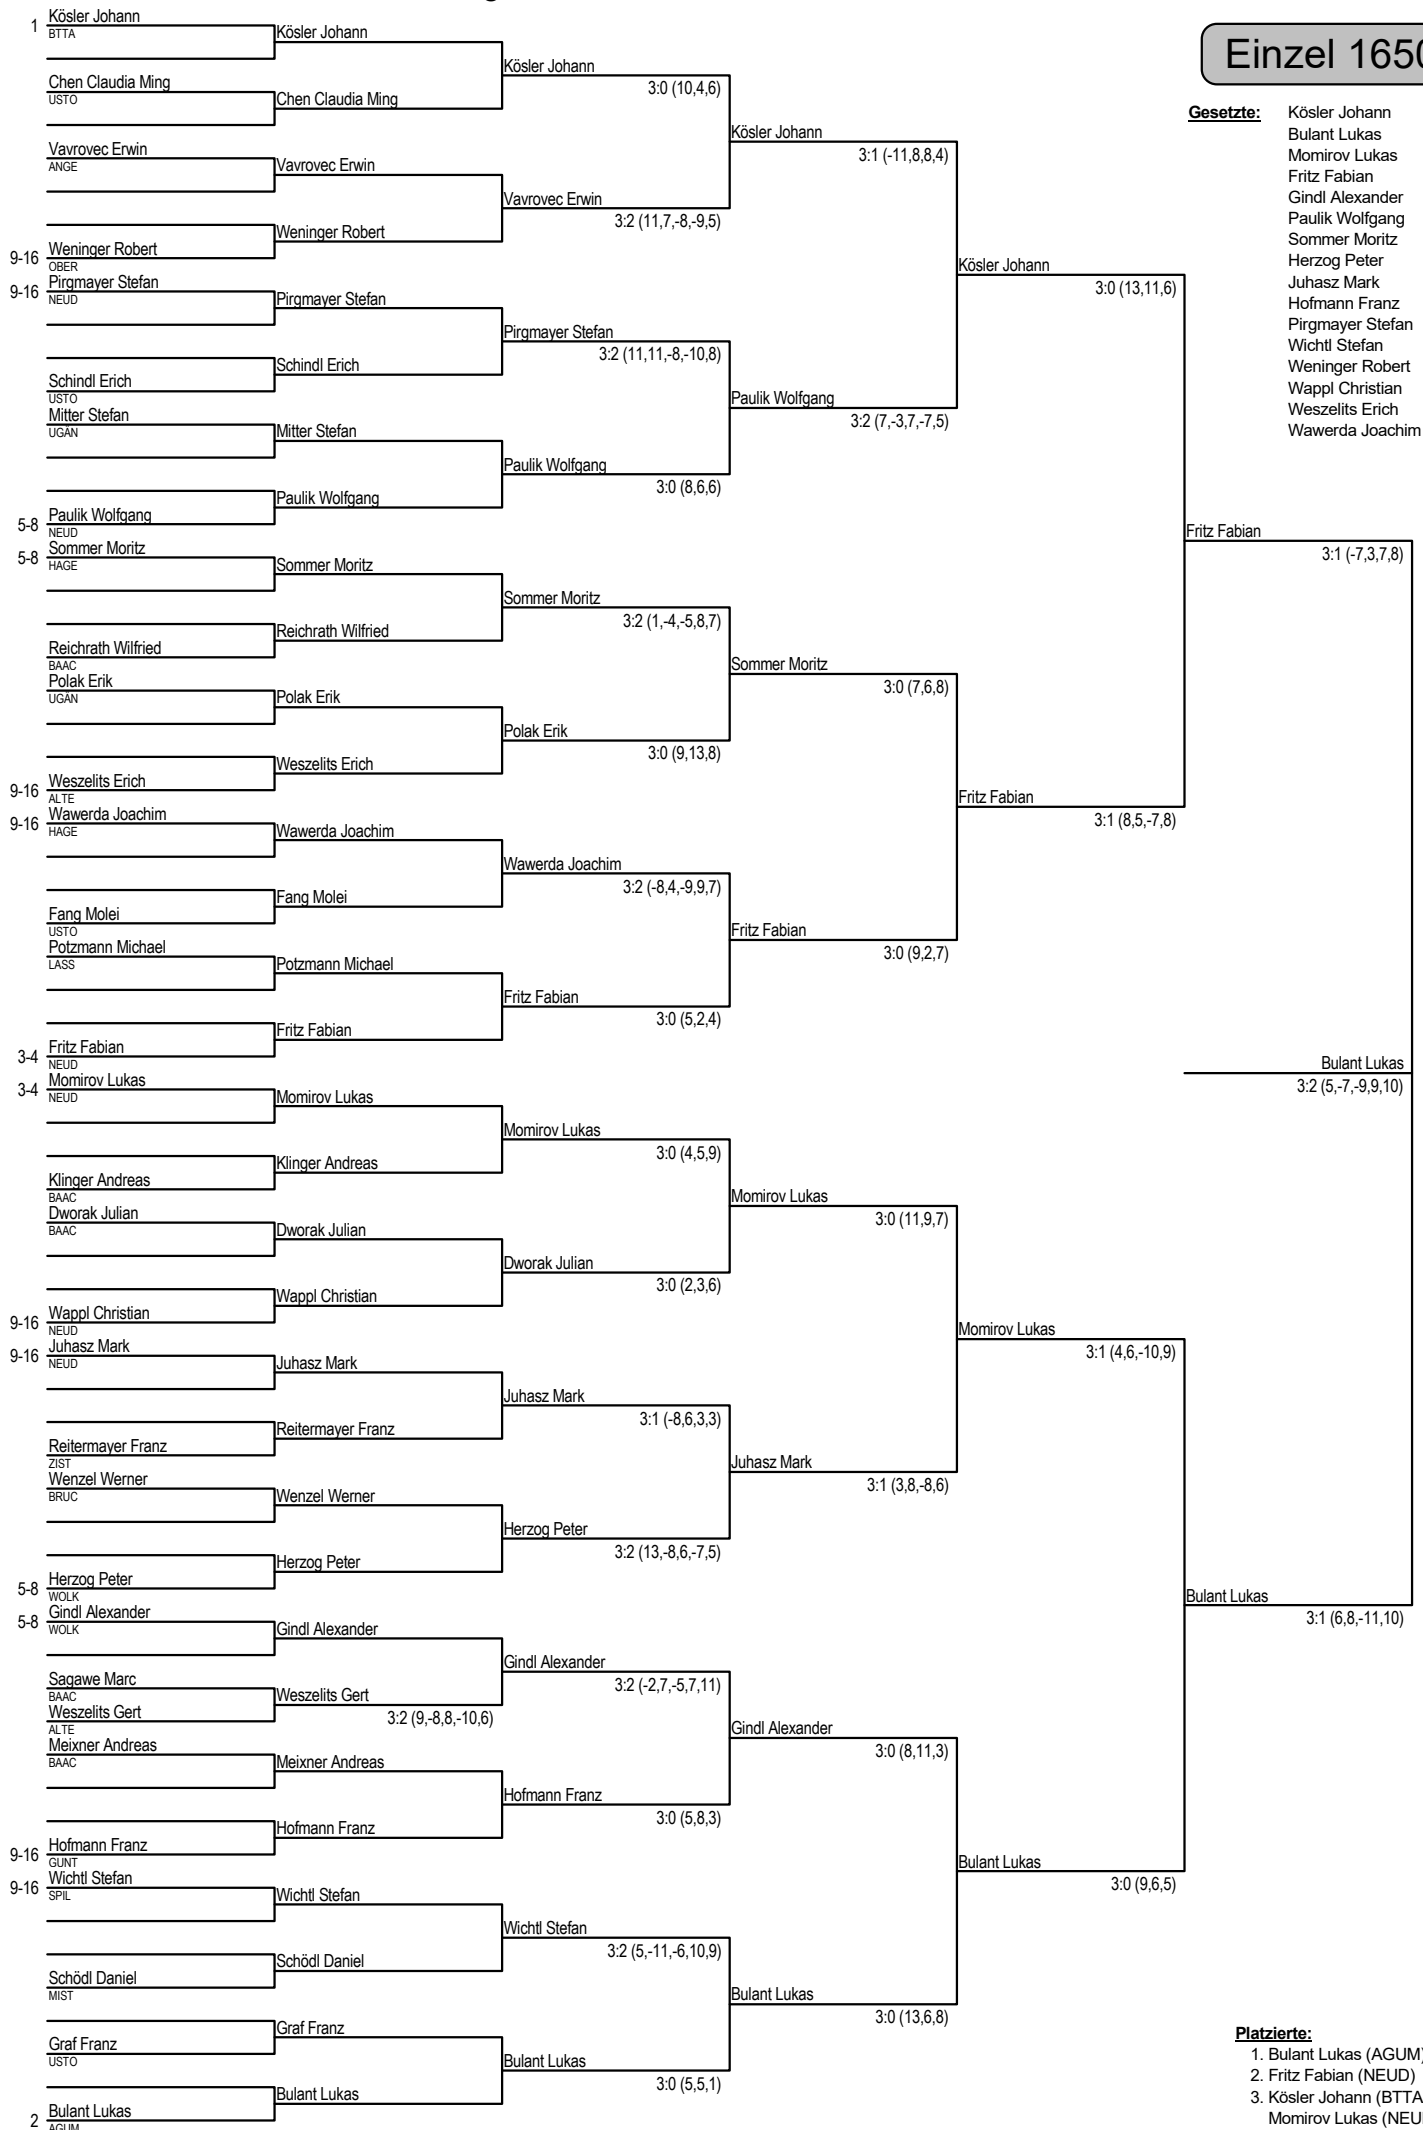 Einzel 1650
Gesetzte:
Kösler Johann
Bulant Lukas
Momirov Lukas
Fritz Fabian
Gindl Alexander
Paulik Wolfgang
Sommer Moritz
Herzog Peter
Juhasz Mark
Hofmann Franz
Pirgmayer Stefan
Wichtl Stefan
Weninger Robert
Wappl Christian
Weszelits Erich
Wawerda Joachim
1 Kösler Johann
BTTA
Chen Claudia Ming
USTO
Vavrovec Erwin
ANGE
9-16 Weninger Robert
OBER
9-16 Pirgmayer Stefan
NEUD
Schindl Erich
USTO
Mitter Stefan
UGÄN
5-8 Paulik Wolfgang
NEUD
5-8 Sommer Moritz
HAGE
Reichrath Wilfried
BAAC
Polak Erik
UGÄN
9-16 Weszelits Erich
ALTE
9-16 Wawerda Joachim
HAGE
Fang Molei
USTO
Potzmann Michael
LASS
3-4 Fritz Fabian
NEUD
3-4 Momirov Lukas
NEUD
Klinger Andreas
BAAC
Dworak Julian
BAAC
9-16 Wappl Christian
NEUD
9-16 Juhasz Mark
NEUD
Reitermayer Franz
ZIST
Wenzel Werner
BRUC
5-8 Herzog Peter
WOLK
5-8 Gindl Alexander
WOLK
Sagawe Marc
BAAC
Weszelits Gert
ALTE
Meixner Andreas
BAAC
9-16 Hofmann Franz
GUNT
9-16 Wichtl Stefan
SPIL
Schödl Daniel
MIST
Graf Franz
USTO
2 Bulant Lukas
AGUM
Kösler Johann
Chen Claudia Ming
Vavrovec Erwin
Weninger Robert
Pirgmayer Stefan
Schindl Erich
Mitter Stefan
Paulik Wolfgang
Sommer Moritz
Reichrath Wilfried
Polak Erik
Weszelits Erich
Wawerda Joachim
Fang Molei
Potzmann Michael
Fritz Fabian
Momirov Lukas
Klinger Andreas
Dworak Julian
Wappl Christian
Juhasz Mark
Reitermayer Franz
Wenzel Werner
Herzog Peter
Gindl Alexander
Weszelits Gert
3:2 (9,-8,8,-10,6)
Meixner Andreas
Hofmann Franz
Wichtl Stefan
Schödl Daniel
Graf Franz
Bulant Lukas
Kösler Johann
3:0 (10,4,6)
Vavrovec Erwin
3:2 (11,7,-8,-9,5)
Pirgmayer Stefan
3:2 (11,11,-8,-10,8)
Paulik Wolfgang
3:0 (8,6,6)
Sommer Moritz
3:2 (1,-4,-5,8,7)
Polak Erik
3:0 (9,13,8)
Wawerda Joachim
3:2 (-8,4,-9,9,7)
Fritz Fabian
3:0 (5,2,4)
Momirov Lukas
3:0 (4,5,9)
Dworak Julian
3:0 (2,3,6)
Juhasz Mark
3:1 (-8,6,3,3)
Herzog Peter
3:2 (13,-8,6,-7,5)
Gindl Alexander
3:2 (-2,7,-5,7,11)
Hofmann Franz
3:0 (5,8,3)
Wichtl Stefan
3:2 (5,-11,-6,10,9)
Bulant Lukas
3:0 (5,5,1)
Kösler Johann
3:1 (-11,8,8,4)
Paulik Wolfgang
3:2 (7,-3,7,-7,5)
Sommer Moritz
3:0 (7,6,8)
Fritz Fabian
3:0 (9,2,7)
Momirov Lukas
3:0 (11,9,7)
Juhasz Mark
3:1 (3,8,-8,6)
Gindl Alexander
3:0 (8,11,3)
Bulant Lukas
3:0 (13,6,8)
Kösler Johann
3:0 (13,11,6)
Fritz Fabian
3:1 (8,5,-7,8)
Momirov Lukas
3:1 (4,6,-10,9)
Bulant Lukas
3:0 (9,6,5)
Fritz Fabian
3:1 (-7,3,7,8)
Bulant Lukas
3:1 (6,8,-11,10)
Bulant Lukas
3:2 (5,-7,-9,9,10)
Platzierte:
1. Bulant Lukas (AGUM)
2. Fritz Fabian (NEUD)
3. Kösler Johann (BTTA
Momirov Lukas (NEU